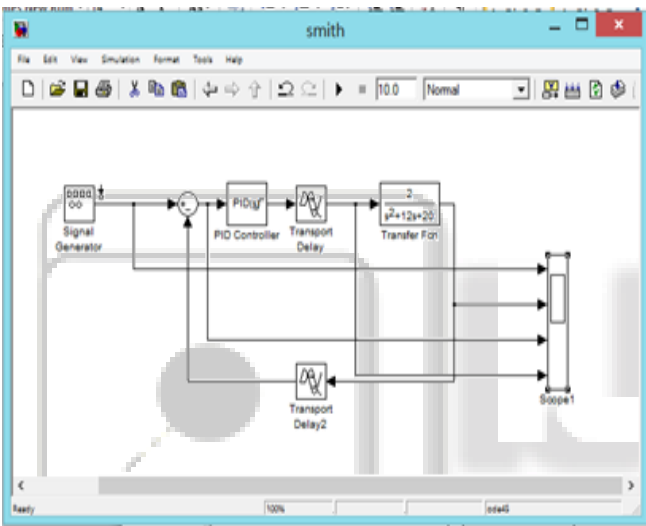 smith
File Edit View Simulation Format Tools Help
10.0 Normal
Signal
Generator
PID
PID Controller
Transport
Delay
2
s²+12s+20
Transfer Fcn
Scope1
Transport
Delay2
Ready 100% ode45